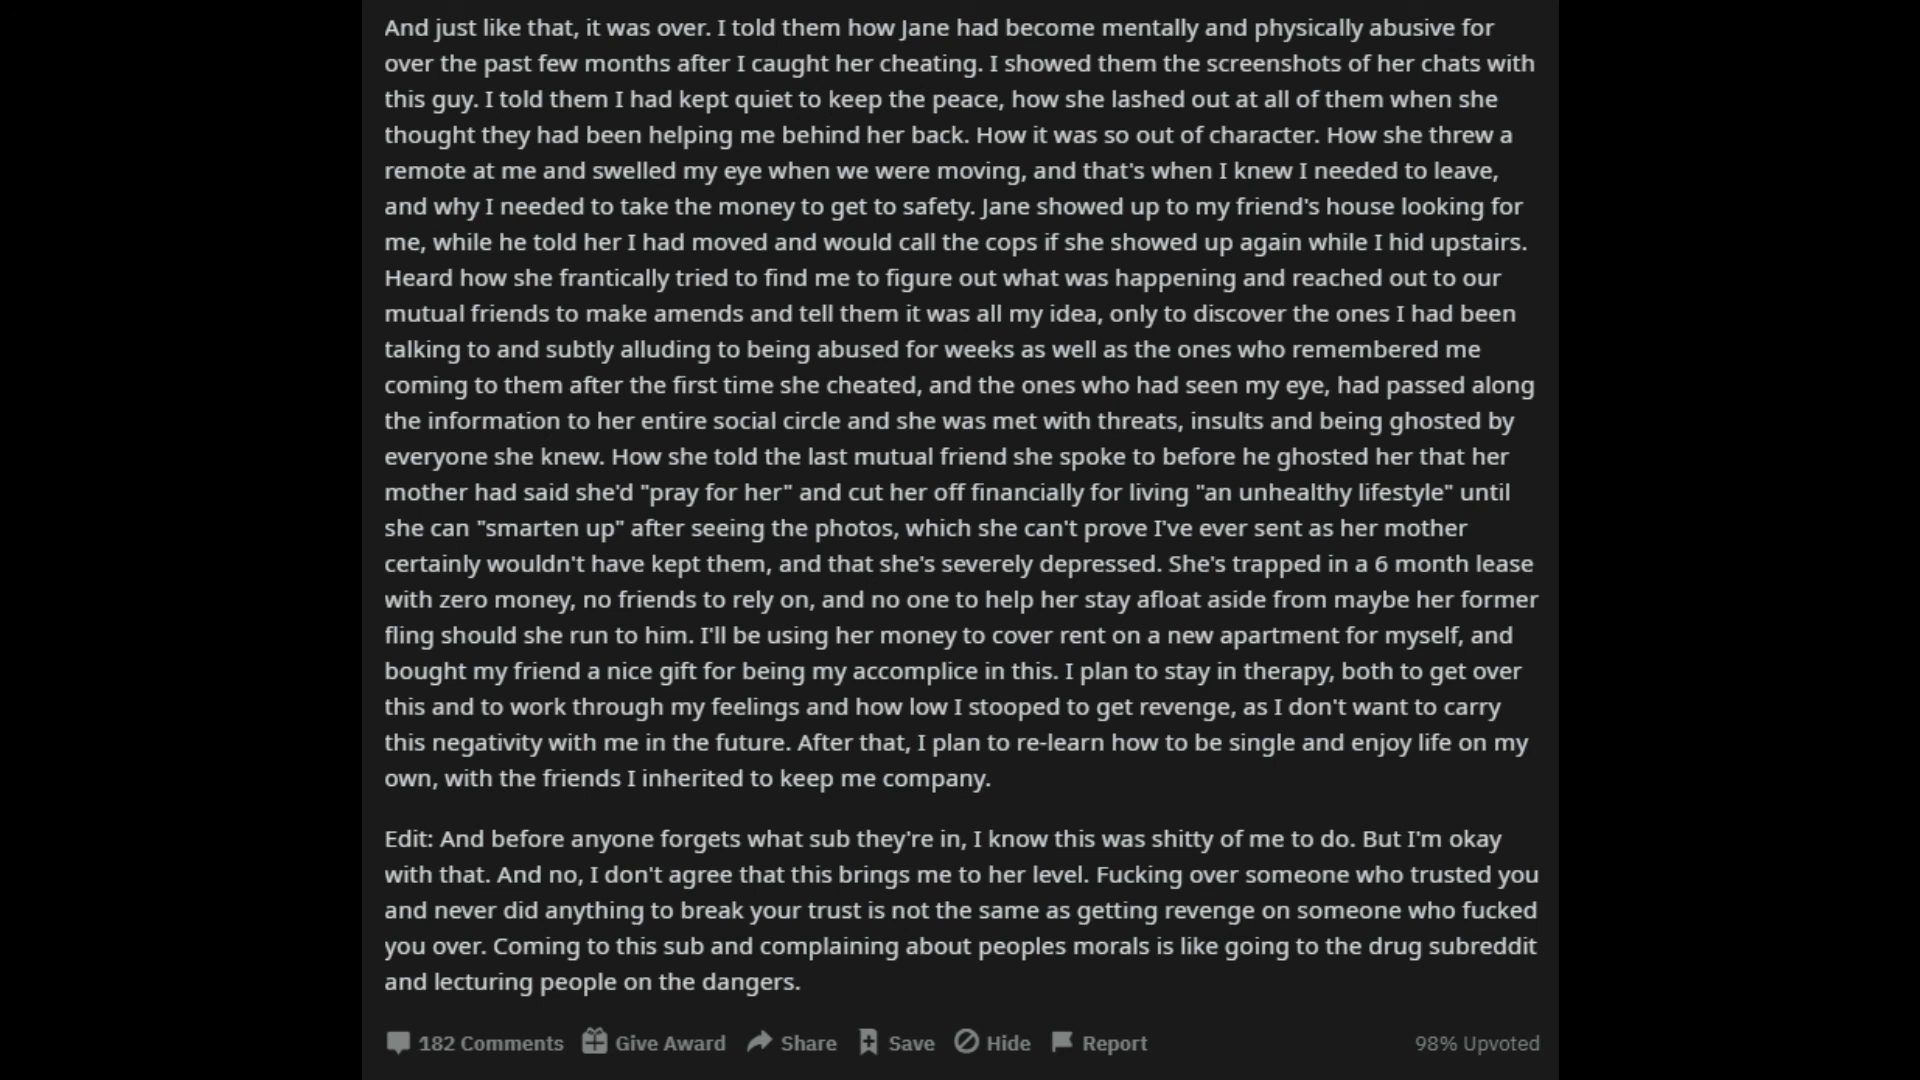 And just like that, it was over. I told them how Jane had become mentally and physically abusive for
over the past few months after I caught her cheating. I showed them the screenshots of her chats with
this guy. I told them I had kept quiet to keep the peace, how she lashed out at all of them when she
thought they had been helping me behind her back. How it was so out of character. How she threw a
remote at me and swelled my eye when we were moving, and that's when I knew I needed to leave,
and why I needed to take the money to get to safety. Jane showed up to my friend's house looking for
me, while he told her I had moved and would call the cops if she showed up again while I hid upstairs.
Heard how she frantically tried to find me to figure out what was happening and reached out to our
mutual friends to make amends and tell them it was all my idea, only to discover the ones I had been
talking to and subtly alluding to being abused for weeks as well as the ones who remembered me
coming to them after the first time she cheated, and the ones who had seen my eye, had passed along
the information to her entire social circle and she was met with threats, insults and being ghosted by
everyone she knew. How she told the last mutual friend she spoke to before he ghosted her that her
mother had said she'd "pray for her" and cut her off financially for living "an unhealthy lifestyle" until
she can "smarten up" after seeing the photos, which she can't prove I've ever sent as her mother
certainly wouldn't have kept them, and that she's severely depressed. She's trapped in a 6 month lease
with zero money, no friends to rely on, and no one to help her stay afloat aside from maybe her former
fling should she run to him. I'll be using her money to cover rent on a new apartment for myself, and
bought my friend a nice gift for being my accomplice in this. I plan to stay in therapy, both to get over
this and to work through my feelings and how low I stooped to get revenge, as I don't want to carry
this negativity with me in the future. After that, I plan to re-learn how to be single and enjoy life on my
own, with the friends I inherited to keep me company.
Edit: And before anyone forgets what sub they're in, I know this was shitty of me to do. But I'm okay
with that. And no, I don't agree that this brings me to her level. Fucking over someone who trusted you
and never did anything to break your trust is not the same as getting revenge on someone who fucked
you over. Coming to this sub and complaining about peoples morals is like going to the drug subreddit
and lecturing people on the dangers.
182 Comments Give Award Share Save Hide Report 98% Upvoted